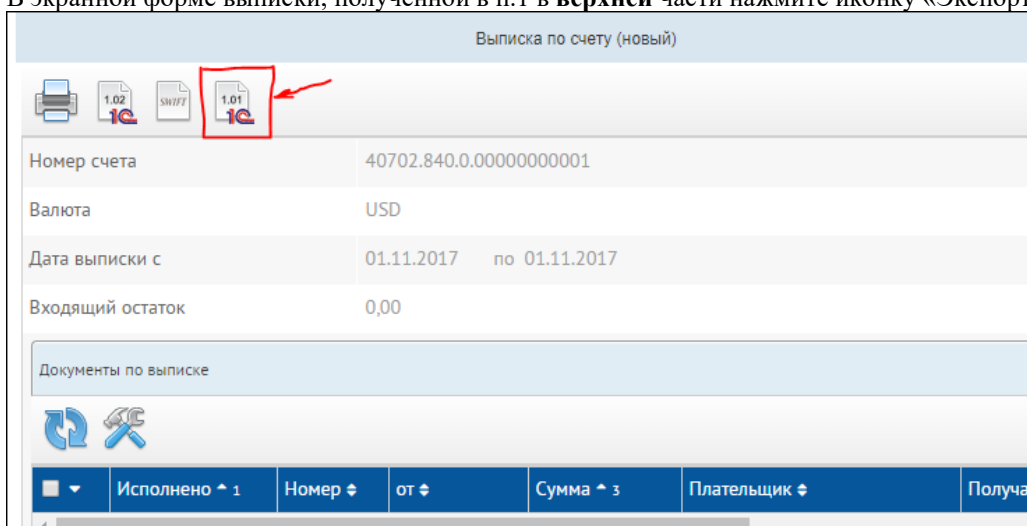 В экранной форме выписки, полученной в п.1 в верхней части нажмите иконку «Экспорт
Выписка по счету (новый)
1.02 1С SWIFT 1.01 1С
Номер счета 40702.840.0.00000000001
Валюта USD
Дата выписки с 01.11.2017 по 01.11.2017
Входящий остаток 0,00
Документы по выписке
Исполнено 1 Номер от Сумма 3 Плательщик Получа